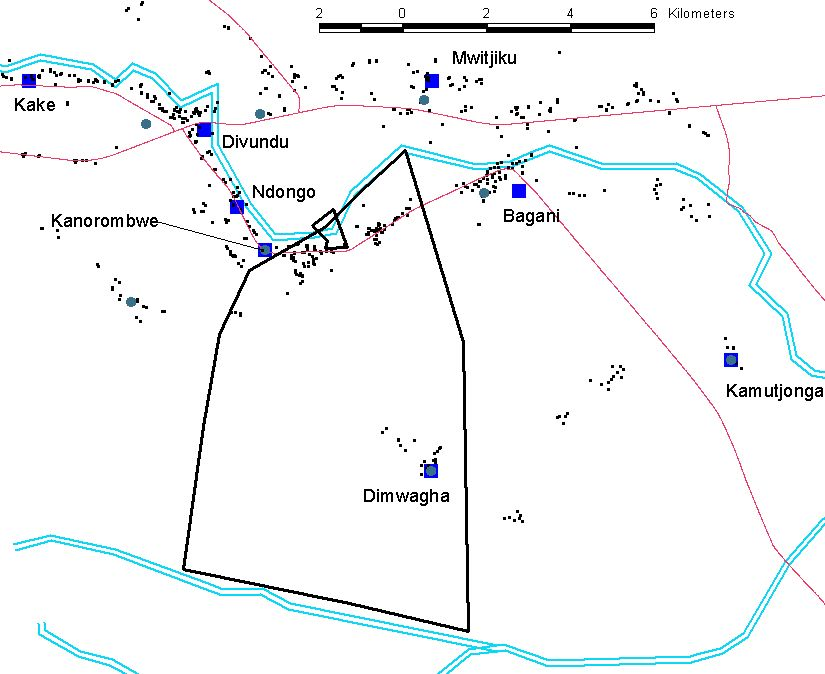 2 0 2 4 6 Kilometers
Mwitjiku
Kake
Divundu
Ndongo
Kanorombwe
Bagani
Kamutjonga
Dimwagha